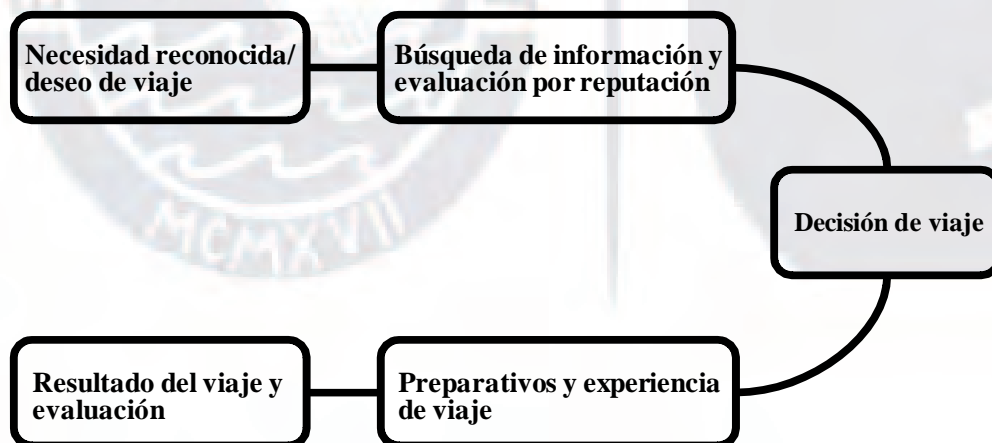 Necesidad reconocida/
deseo de viaje
Búsqueda de información y
evaluación por reputación
Decisión de viaje
Preparativos y experiencia
de viaje
Resultado del viaje y
evaluación
MCMXVII